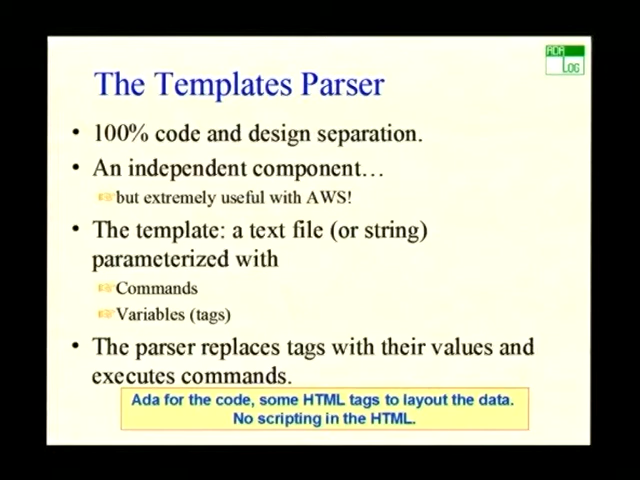 ADA
LOG
The Templates Parser
• 100% code and design separation.
• An independent component…
☞but extremely useful with AWS!
• The template: a text file (or string)
parameterized with
☞Commands
☞Variables (tags)
• The parser replaces tags with their values and
executes commands.
Ada for the code, some HTML tags to layout the data.
No scripting in the HTML.